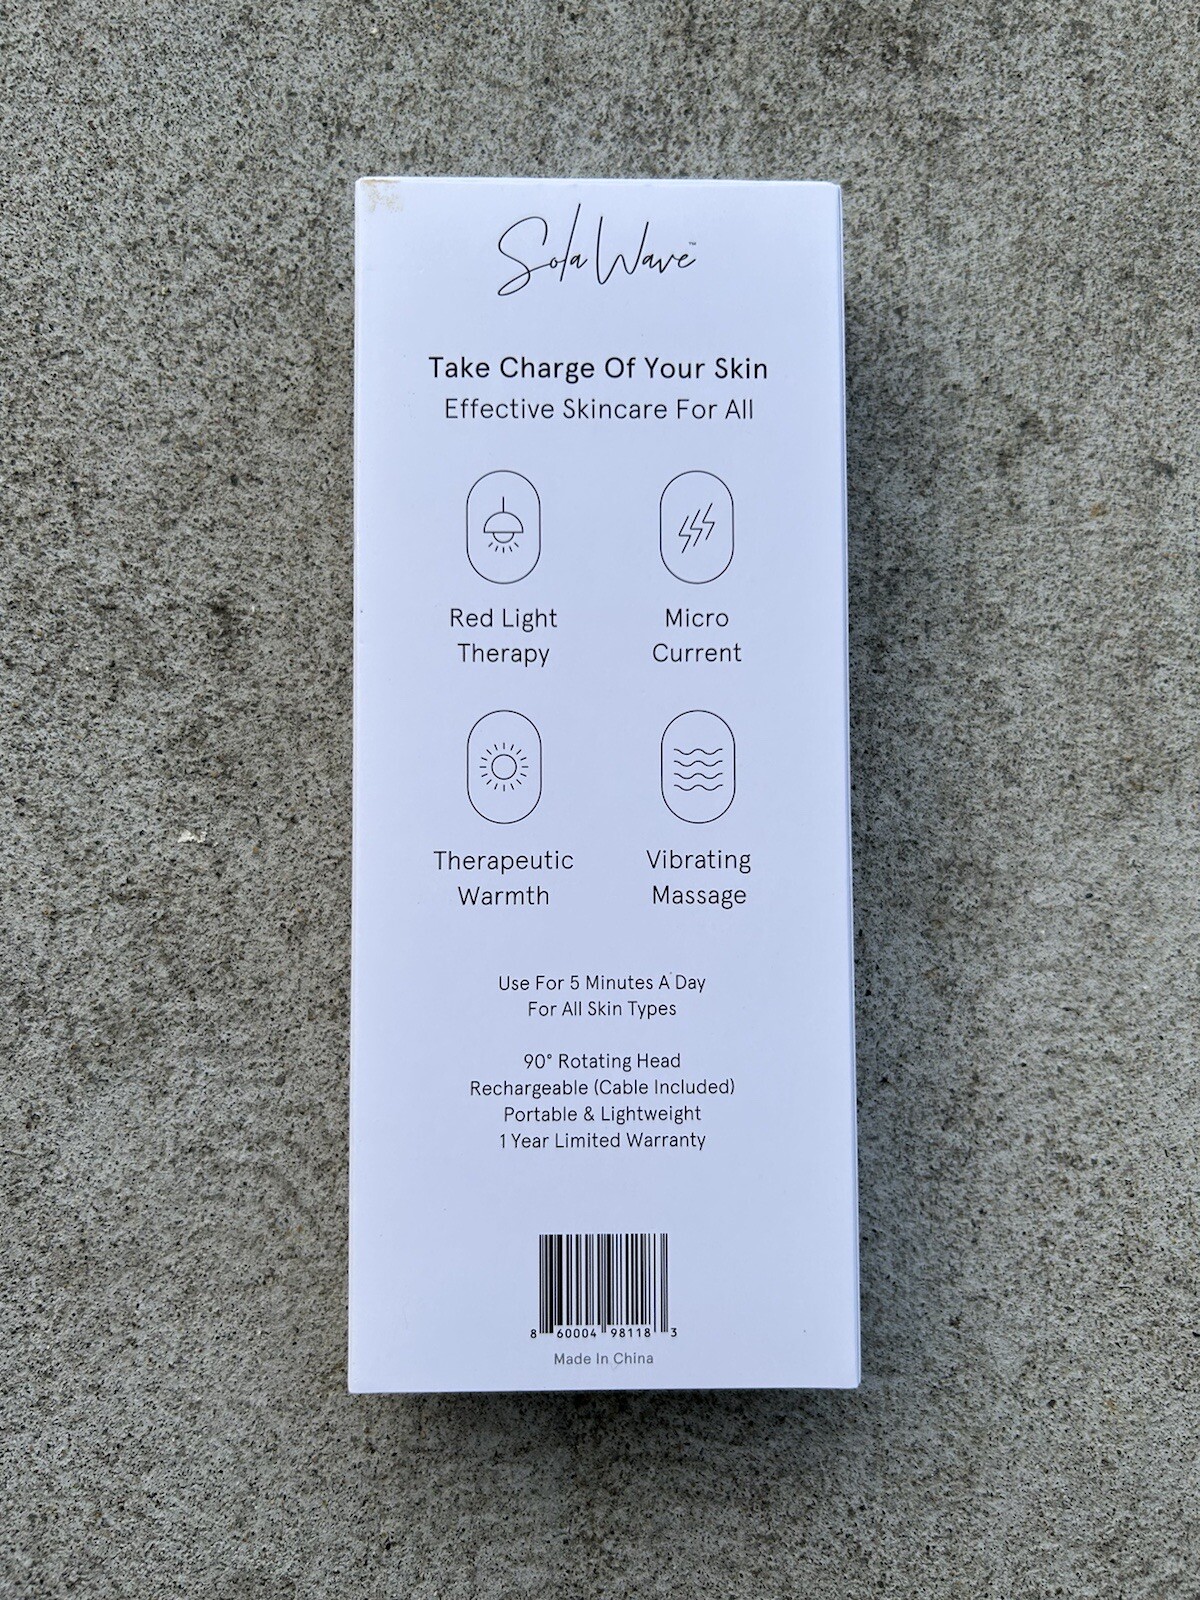 Sola Wave™
Take Charge Of Your Skin
Effective Skincare For All
Red Light
Therapy
Micro
Current
Therapeutic
Warmth
Vibrating
Massage
Use For 5 Minutes A Day
For All Skin Types
90° Rotating Head
Rechargeable (Cable Included)
Portable & Lightweight
1 Year Limited Warranty
8 60004 98118 3
Made In China